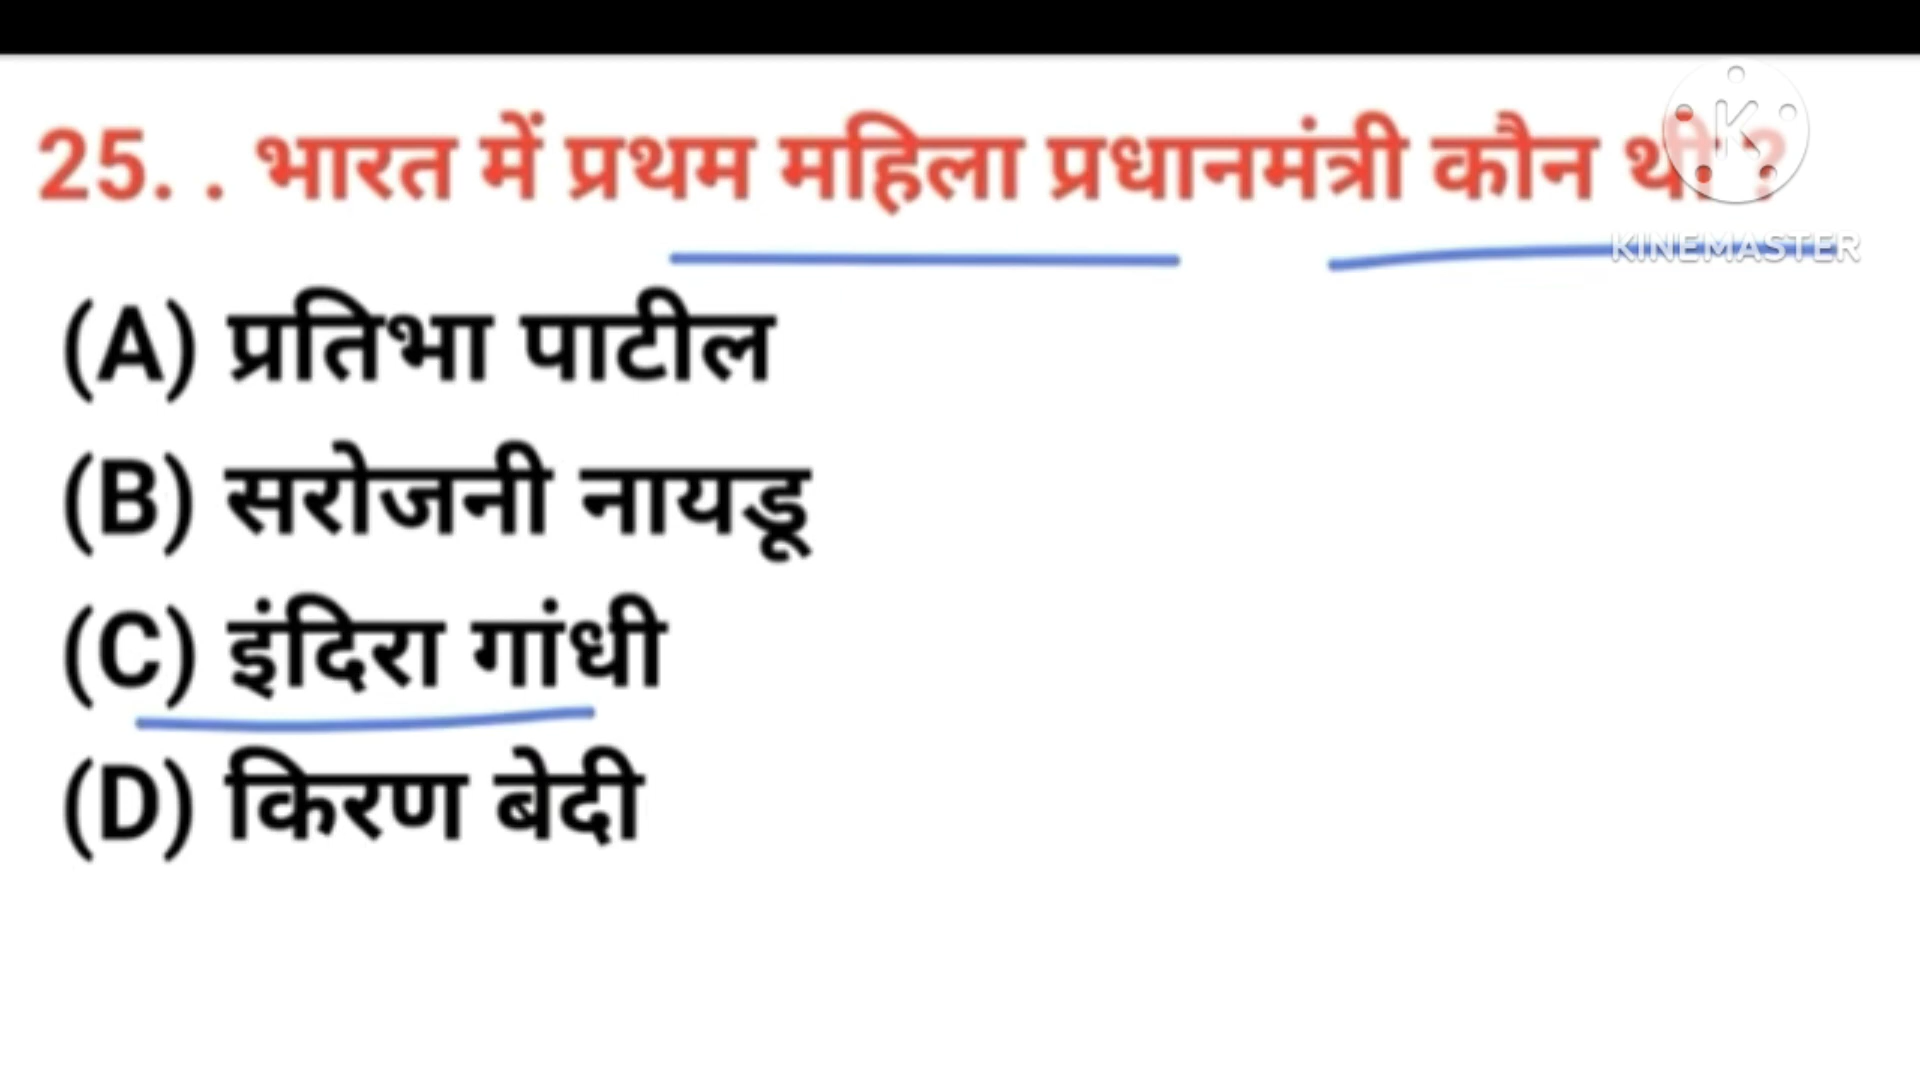 25. . भारत में प्रथम महिला प्रधानमंत्री कौन थी ?
KINEMASTER
(A) प्रतिभा पाटील
(B) सरोजनी नायडू
(C) इंदिरा गांधी
(D) किरण बेदी